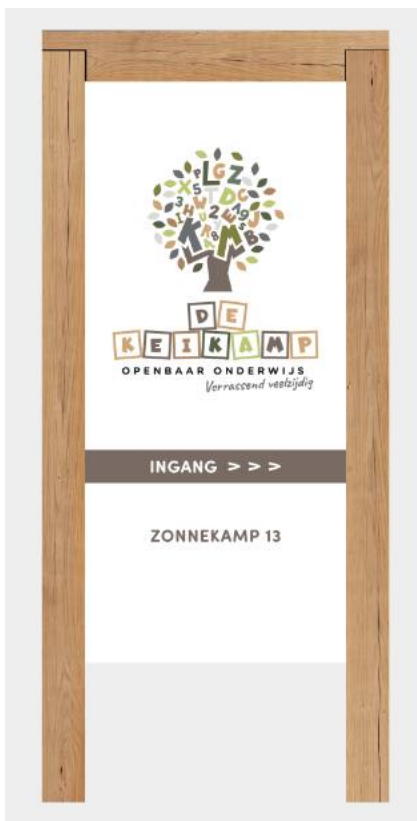 DE
KEIKAMP
OPENBAAR ONDERWIJS
Verrassend veelzijdig
INGANG > > >
ZONNEKAMP 13